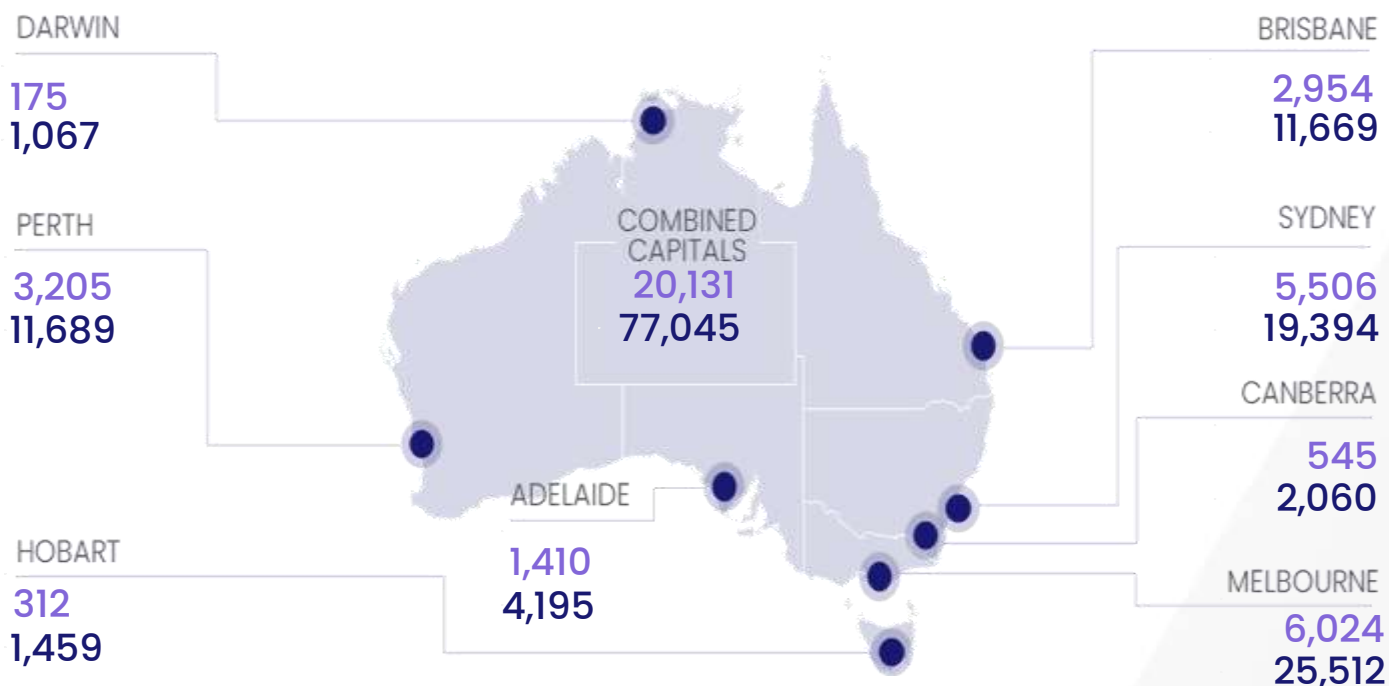 DARWIN
175
1,067
PERTH
3,205
11,689
HOBART
312
1,459
COMBINED
CAPITALS
20,131
77,045
ADELAIDE
1,410
4,195
BRISBANE
2,954
11,669
SYDNEY
5,506
19,394
CANBERRA
545
2,060
MELBOURNE
6,024
25,512